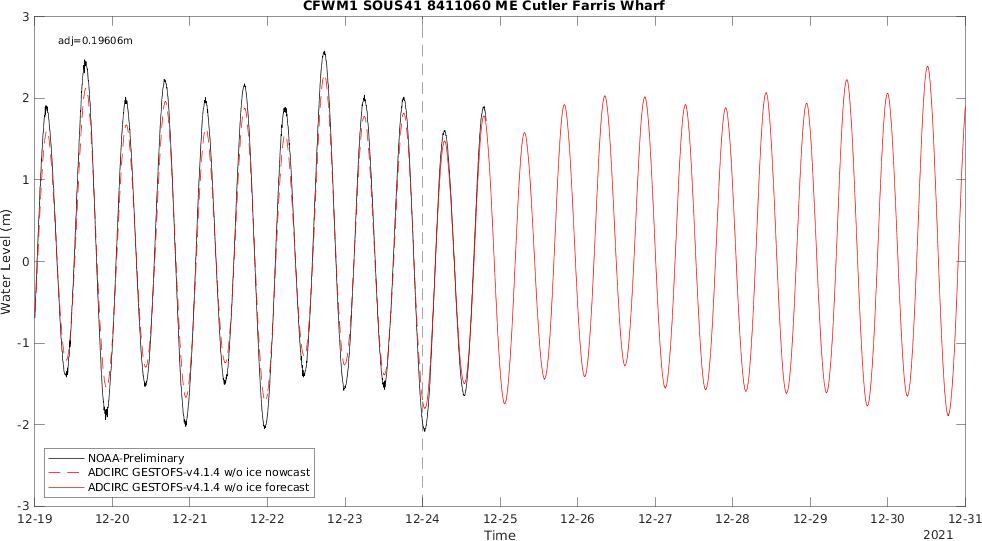 CFWM1 SOUS41 8411060 ME Cutler Farris Wharf
adj=0.19606m
3
2
1
0
-1
-2
-3
Water Level (m)
NOAA-Preliminary
ADCIRC GESTOFS-v4.1.4 w/o ice nowcast
ADCIRC GESTOFS-v4.1.4 w/o ice forecast
12-19 12-20 12-21 12-22 12-23 12-24 12-25 12-26 12-27 12-28 12-29 12-30 12-31
Time
2021